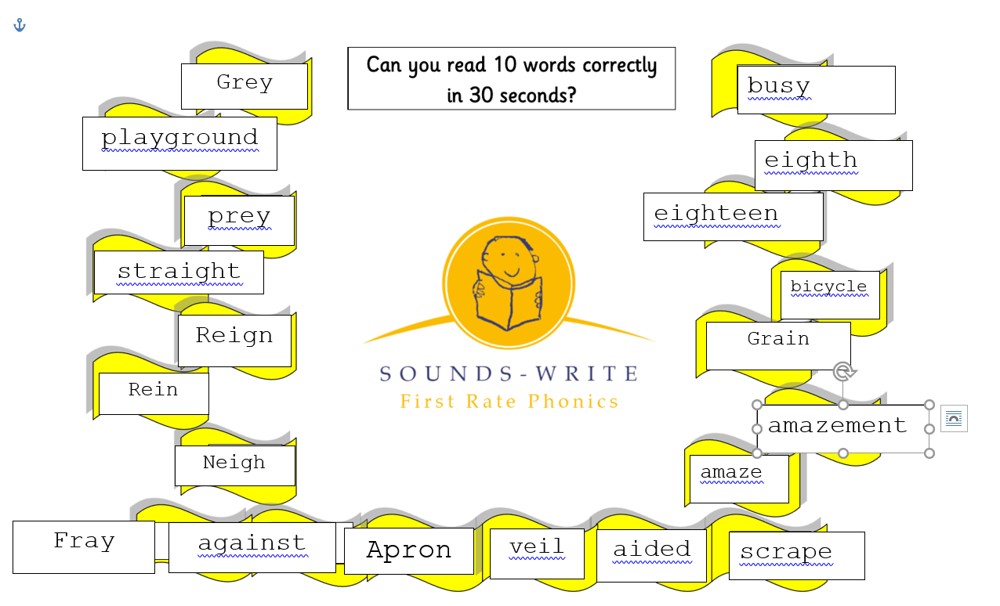 Can you read 10 words correctly
in 30 seconds?
Grey
playground
prey
straight
Reign
Rein
Neigh
Fray
against
Apron
veil
aided
scrape
amaze
amazement
Grain
bicycle
eighteen
eighth
busy
SOUNDS-WRITE
First Rate Phonics